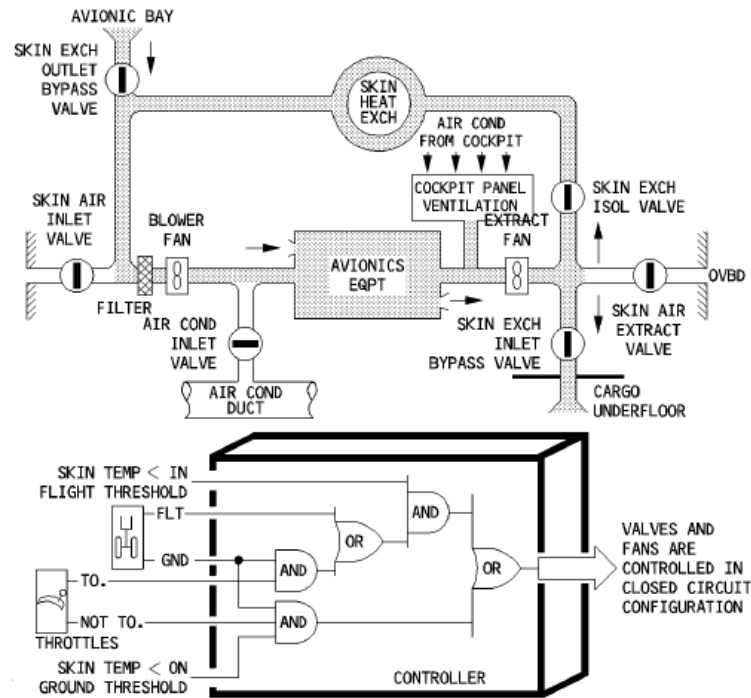 AVIONIC BAY
SKIN EXCH
OUTLET
BYPASS
VALVE
SKIN
HEAT
EXCH
AIR COND
FROM COCKPIT
COCKPIT PANEL
VENTILATION
SKIN EXCH
ISOL VALVE
SKIN AIR
INLET
VALVE
BLOWER
FAN
EXTRACT
FAN
AVIONICS
EQPT
OVBD
FILTER
AIR COND
INLET
VALVE
SKIN EXCH
INLET
BYPASS VALVE
SKIN AIR
EXTRACT
VALVE
AIR COND
DUCT
CARGO
UNDERFLOOR
SKIN TEMP < IN
FLIGHT THRESHOLD
FLT
GND
AND
OR
AND
OR
TO.
NOT TO.
AND
THROTTLES
SKIN TEMP < ON
GROUND THRESHOLD
CONTROLLER
VALVES AND
FANS ARE
CONTROLLED IN
CLOSED CIRCUIT
CONFIGURATION